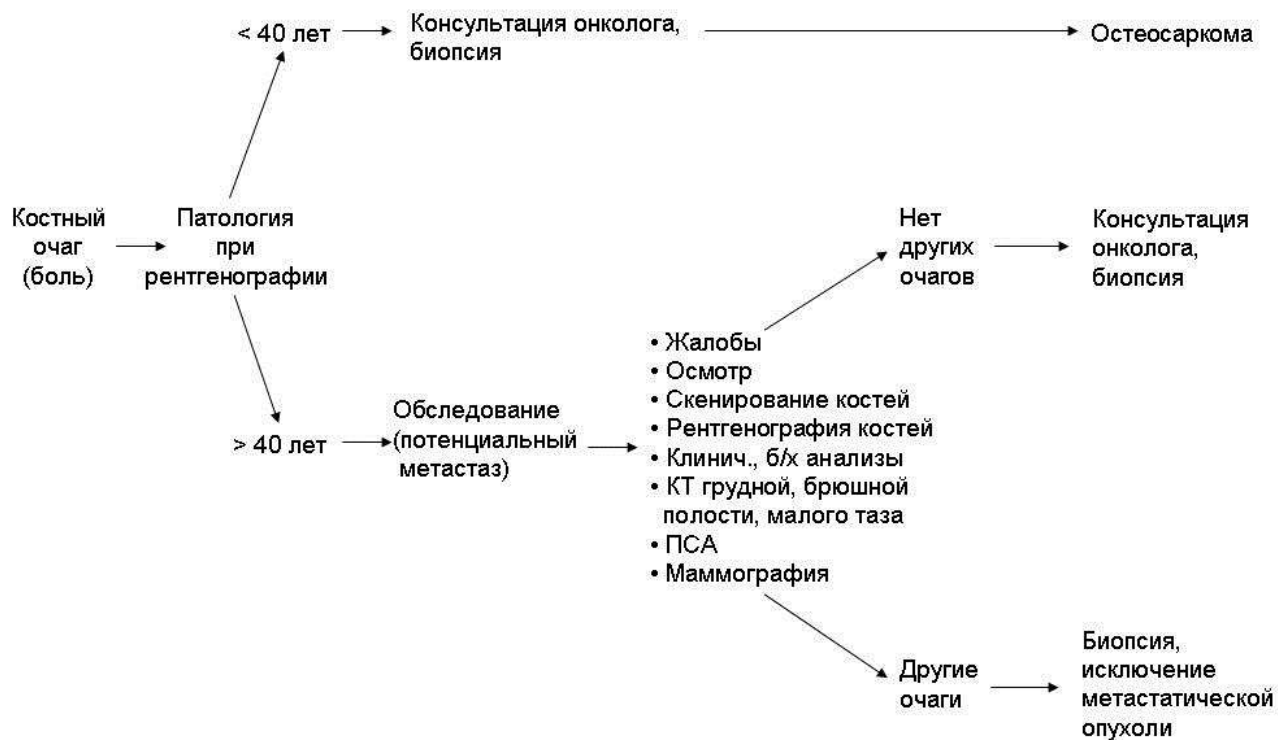 < 40 лет
Консультация онколога,
биопсия
Остеосаркома
Костный
очаг
(боль)
Патология
при
рентгенографии
> 40 лет
Обследование
(потенциальный
метастаз)
• Жалобы
• Осмотр
• Скенирование костей
• Рентгенография костей
• Клинич., б/х анализы
• КТ грудной, брюшной
полости, малого таза
• ПСА
• Маммография
Нет
других
очагов
Консультация
онколога,
биопсия
Другие
очаги
Биопсия,
исключение
метастатической
опухоли